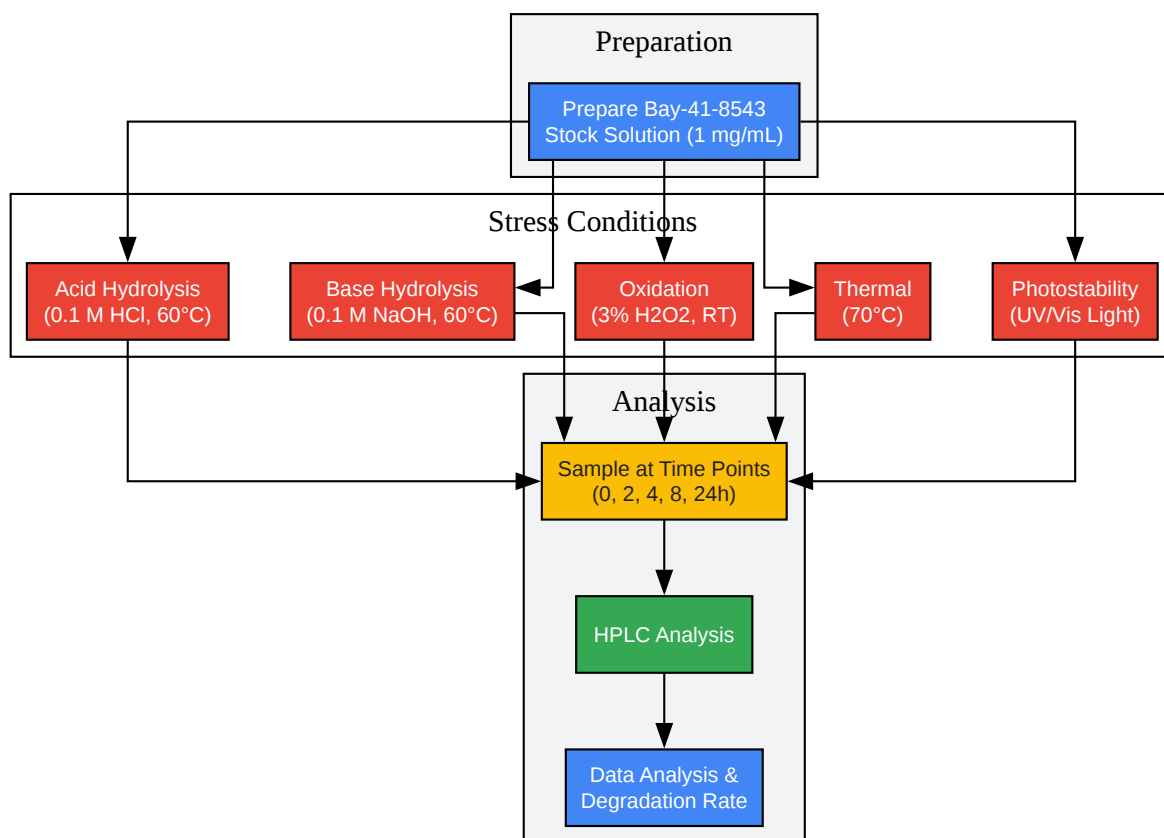 Preparation
Prepare Bay-41-8543
Stock Solution (1 mg/mL)
Stress Conditions
Acid Hydrolysis
(0.1 M HCl, 60°C)
Base Hydrolysis
(0.1 M NaOH, 60°C)
Oxidation
(3% H2O2, RT)
Thermal
(70°C)
Photostability
(UV/Vis Light)
Analysis
Sample at Time Points
(0, 2, 4, 8, 24h)
HPLC Analysis
Data Analysis &
Degradation Rate